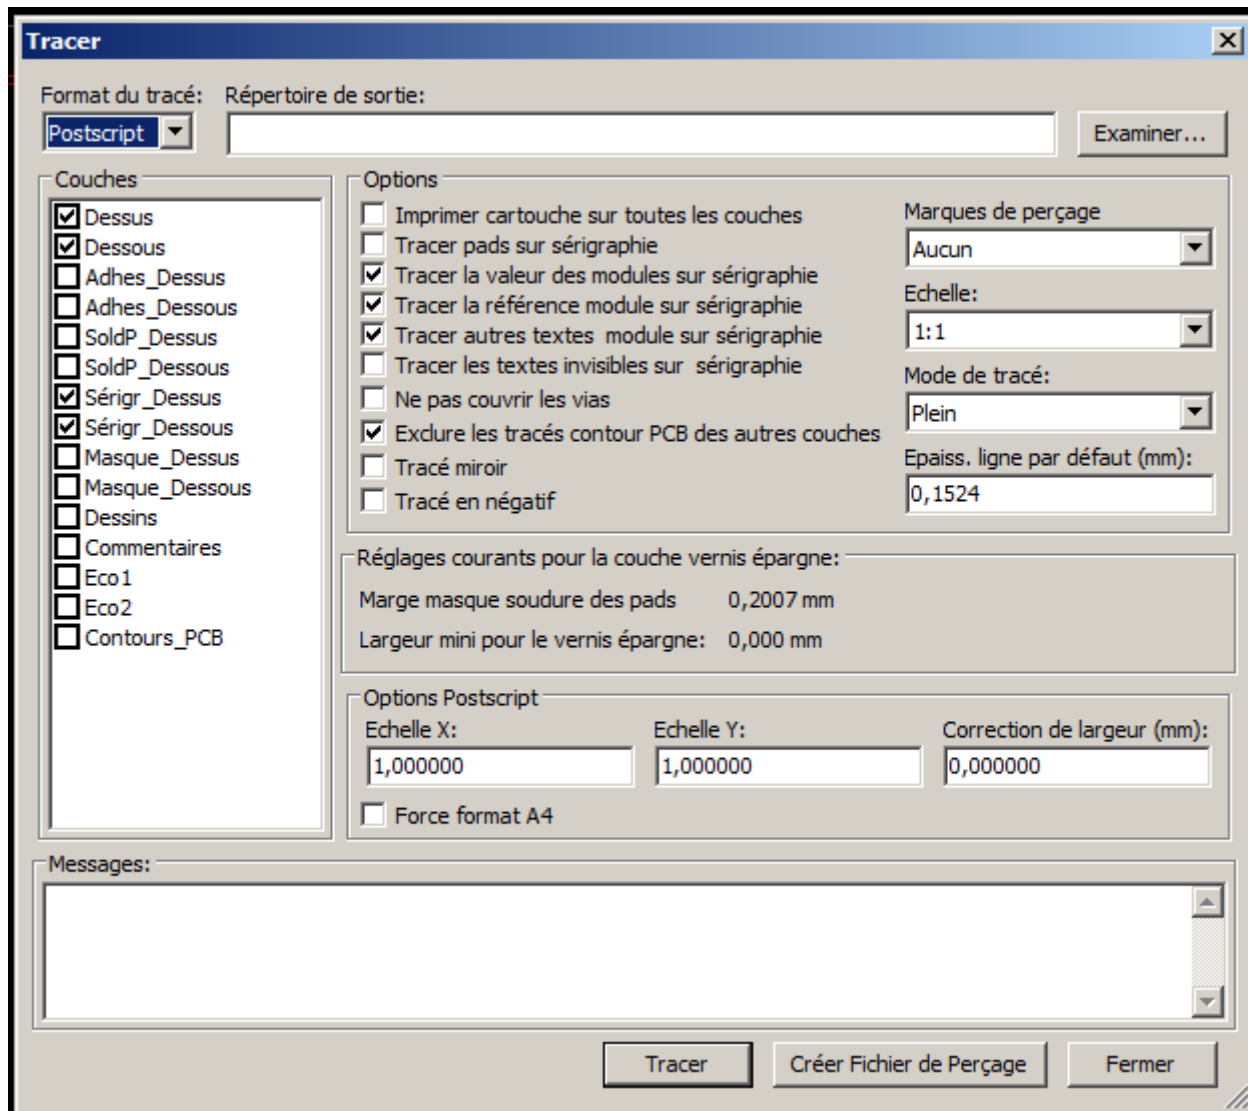 Tracer
Format du tracé: Répertoire de sortie:
Postscript Examiner...
Couches
Dessus
Dessous
Adhes_Dessus
Adhes_Dessous
SoldP_Dessus
SoldP_Dessous
Sérigr_Dessus
Sérigr_Dessous
Masque_Dessus
Masque_Dessous
Dessins
Commentaires
Eco1
Eco2
Contours_PCB
Options
Imprimer cartouche sur toutes les couches
Tracer pads sur sérigraphie
Tracer la valeur des modules sur sérigraphie
Tracer la référence module sur sérigraphie
Tracer autres textes  module sur sérigraphie
Tracer les textes invisibles sur  sérigraphie
Ne pas couvrir les vias
Exclure les tracés contour PCB des autres couches
Tracé miroir
Tracé en négatif
Marques de perçage
Aucun
Echelle:
1:1
Mode de tracé:
Plein
Epaiss. ligne par défaut (mm):
0,1524
Réglages courants pour la couche vernis épargne:
Marge masque soudure des pads 0,2007 mm
Largeur mini pour le vernis épargne: 0,000 mm
Options Postscript
Echelle X: Echelle Y: Correction de largeur (mm):
1,000000 1,000000 0,000000
Force format A4
Messages:
Tracer Créer Fichier de Perçage Fermer